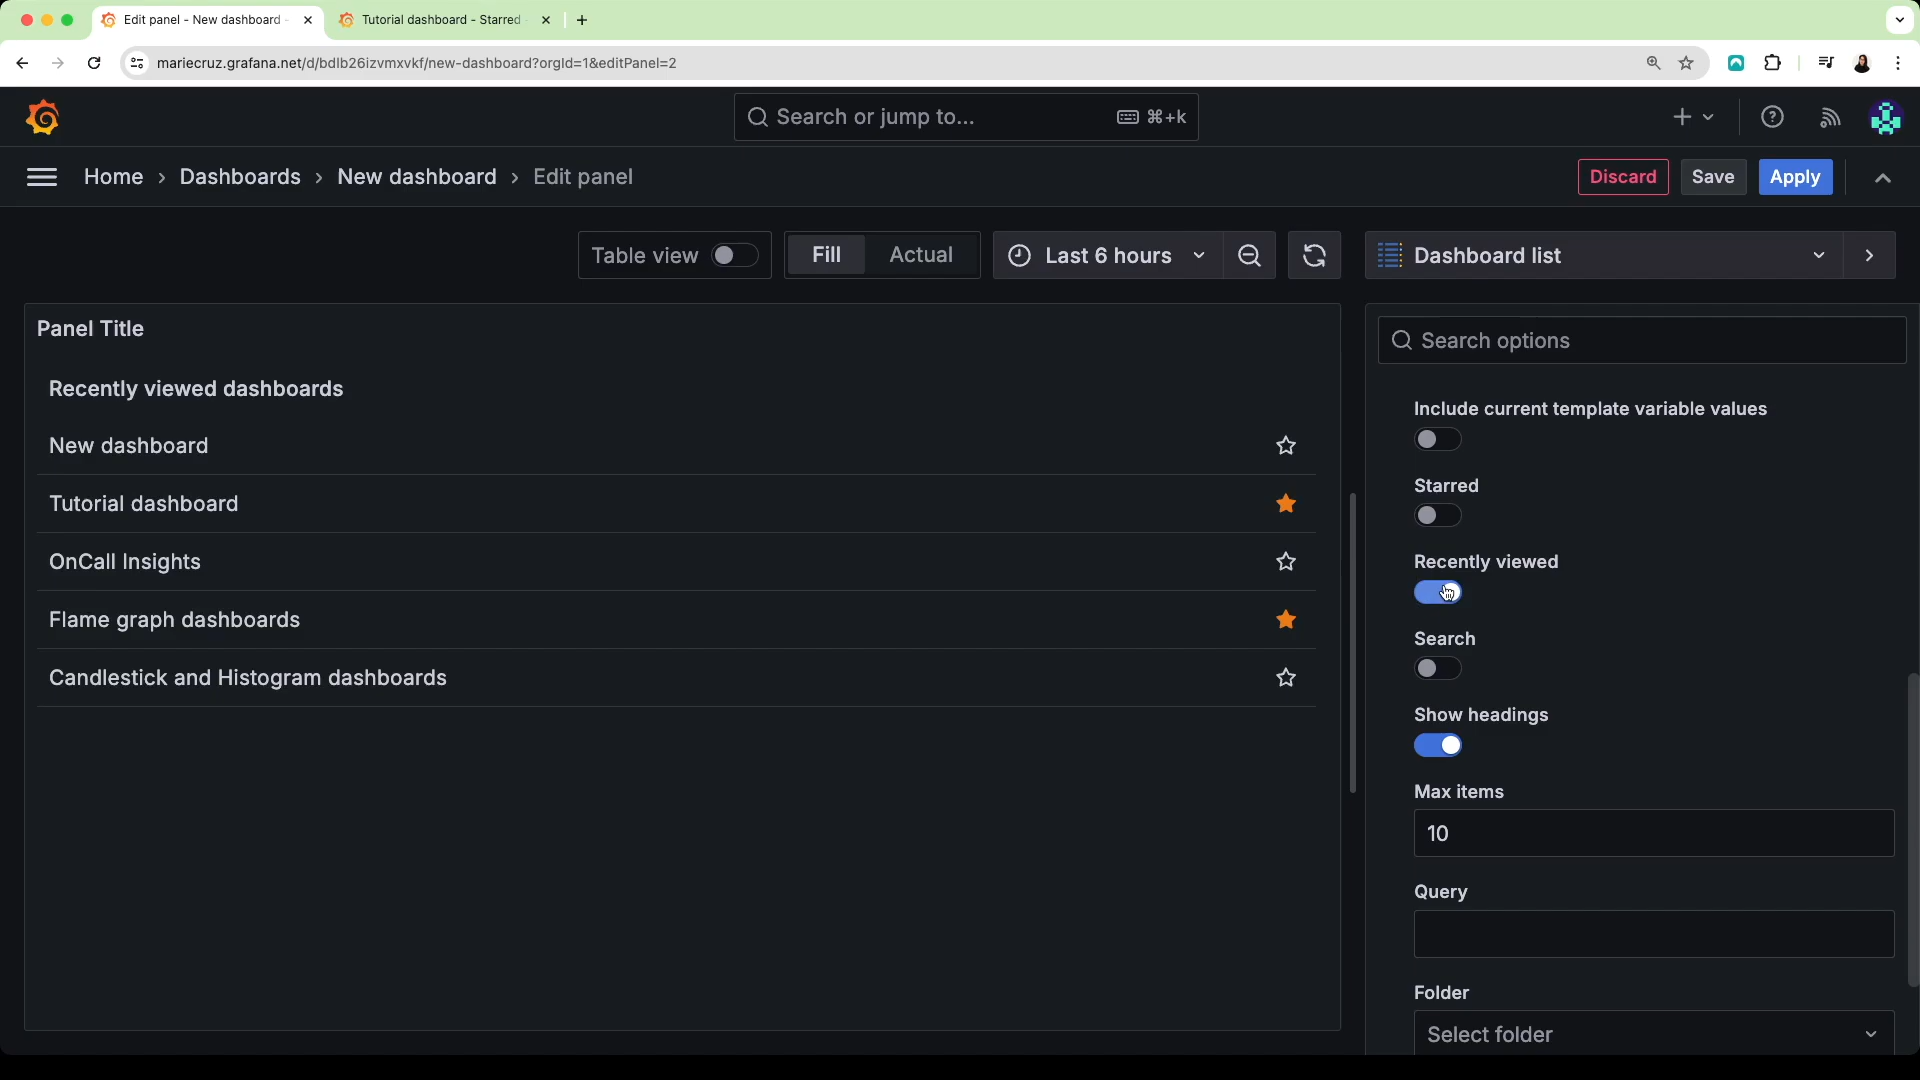 Edit panel - New dashboard -
Tutorial dashboard - Starred
mariecruz.grafana.net/d/bdlb26izvmxvkf/new-dashboard?orgId=1&editPanel=2
Search or jump to... ⌘+k
Home › Dashboards › New dashboard › Edit panel
Discard Save Apply
Table view Fill Actual Last 6 hours Dashboard list
Panel Title
Search options
Recently viewed dashboards
New dashboard
Tutorial dashboard
OnCall Insights
Flame graph dashboards
Candlestick and Histogram dashboards
Include current template variable values
Starred
Recently viewed
Search
Show headings
Max items
10
Query
Folder
Select folder